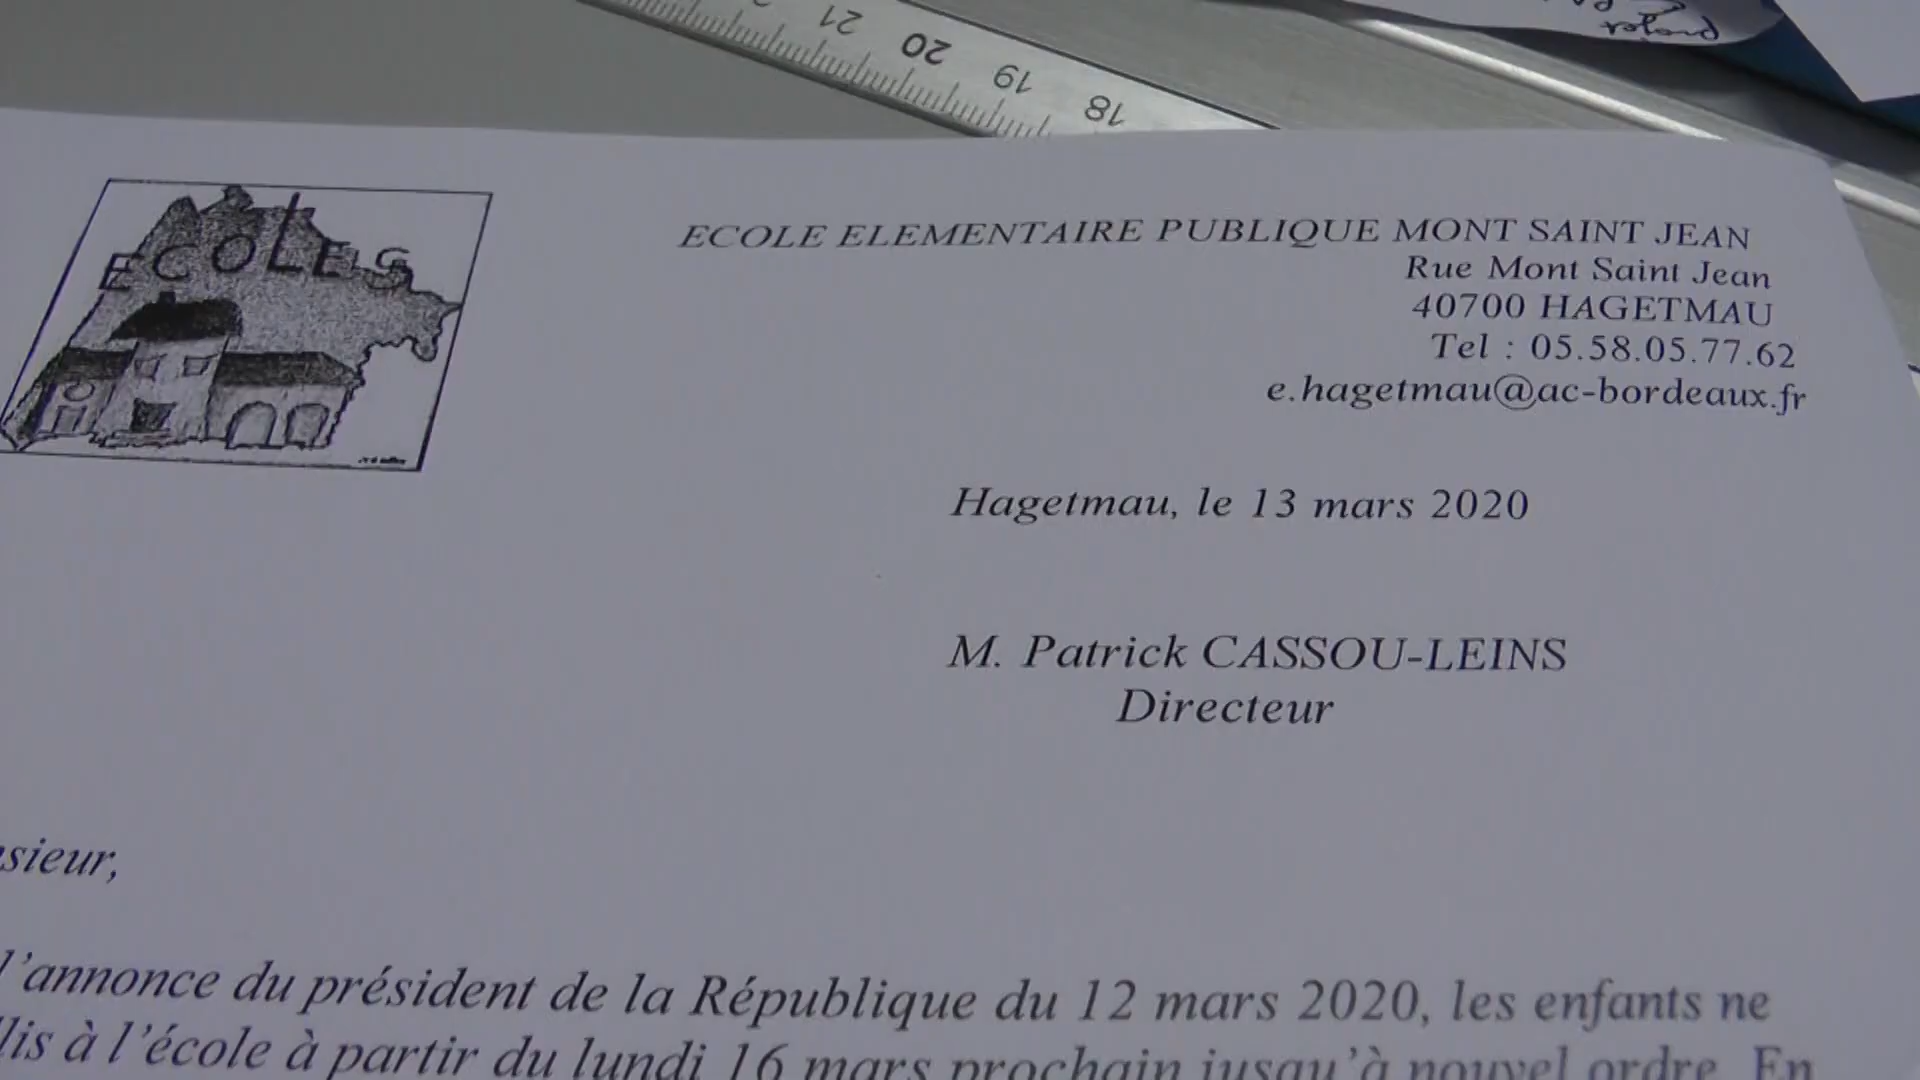 21 20 19 18
roland
ECOLES
ECOLE ELEMENTAIRE PUBLIQUE MONT SAINT JEAN
Rue Mont Saint Jean
40700 HAGETMAU
Tel : 05.58.05.77.62
e.hagetmau@ac-bordeaux.fr
Hagetmau, le 13 mars 2020
M. Patrick CASSOU-LEINS
Directeur
sieur,
l'annonce du président de la République du 12 mars 2020, les enfants ne
lis à l'école à partir du lundi 16 mars prochain jusqu'à nouvel ordre. En